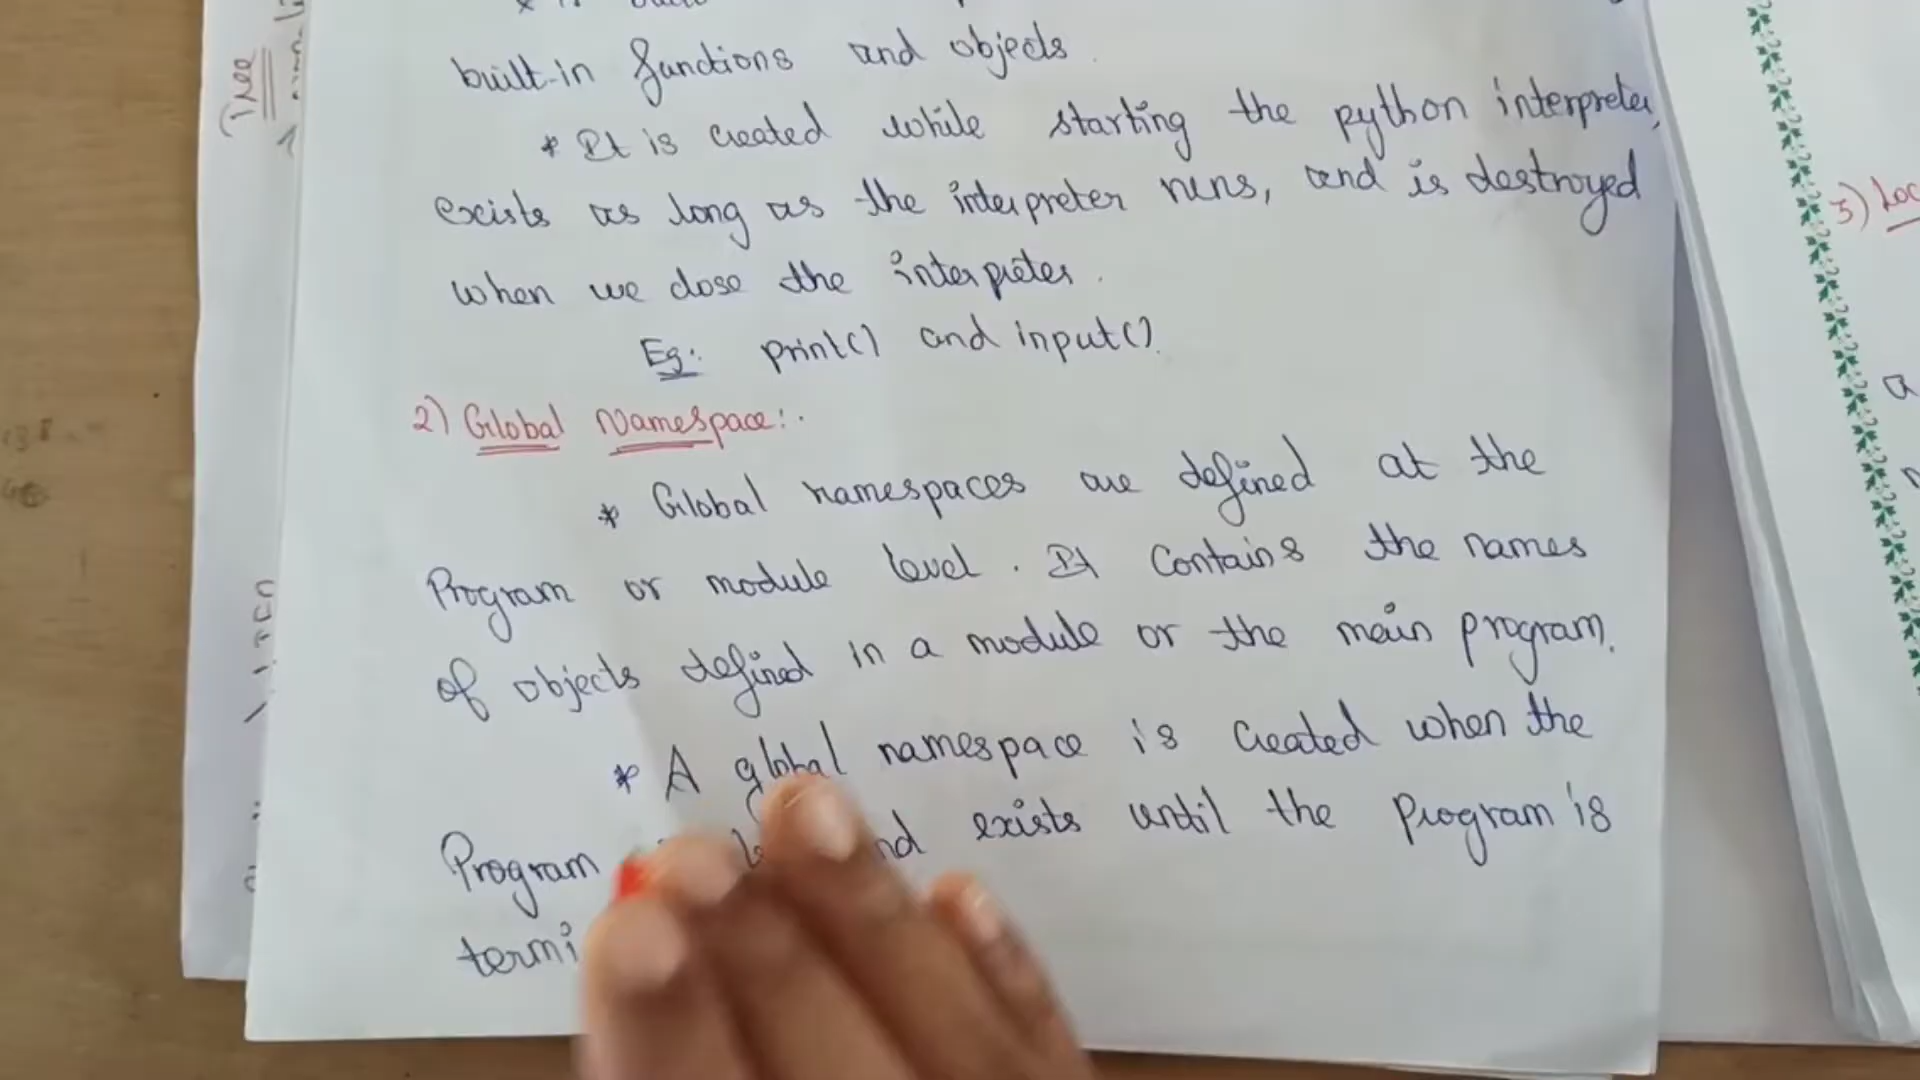 built-in functions and objects.
* It is created while starting the python interpreter,
exists as long as the interpreter runs, and is destroyed
when we close the interpreter.
Eg: print() and input().
2) Global Namespace:
* Global namespaces are defined at the
Program or module level. It contains the names
of objects defined in a module or the main program.
* A global namespace is created when the
Program exists until the program is
Tree
3)
a